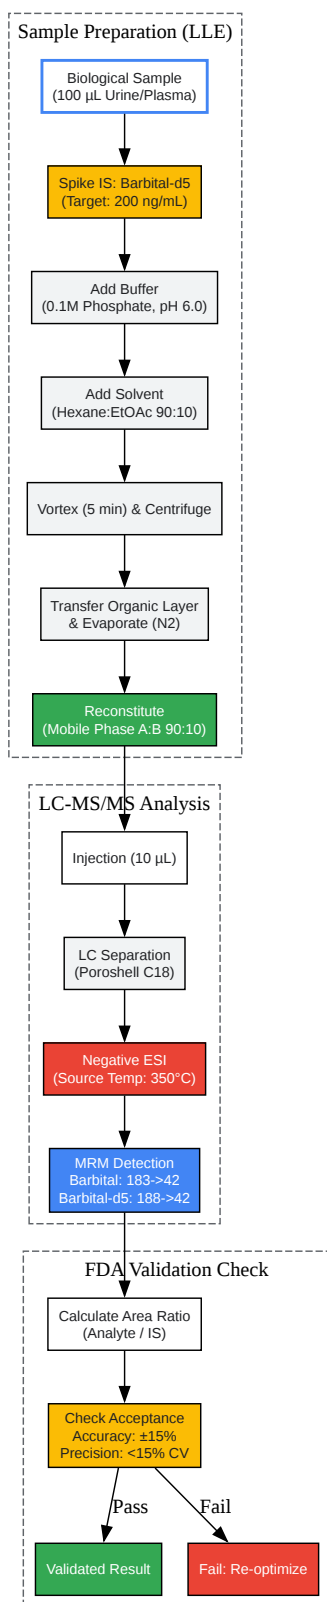 Sample Preparation (LLE)
Biological Sample
(100 µL Urine/Plasma)
Spike IS: Barbital-d5
(Target: 200 ng/mL)
Add Buffer
(0.1M Phosphate, pH 6.0)
Add Solvent
(Hexane:EtOAc 90:10)
Vortex (5 min) & Centrifuge
Transfer Organic Layer
& Evaporate (N2)
Reconstitute
(Mobile Phase A:B 90:10)
LC-MS/MS Analysis
Injection (10 µL)
LC Separation
(Poroshell C18)
Negative ESI
(Source Temp: 350°C)
MRM Detection
Barbital: 183->42
Barbital-d5: 188->42
FDA Validation Check
Calculate Area Ratio
(Analyte / IS)
Check Acceptance
Accuracy: ±15%
Precision: <15% CV
Pass
Fail
Validated Result
Fail: Re-optimize